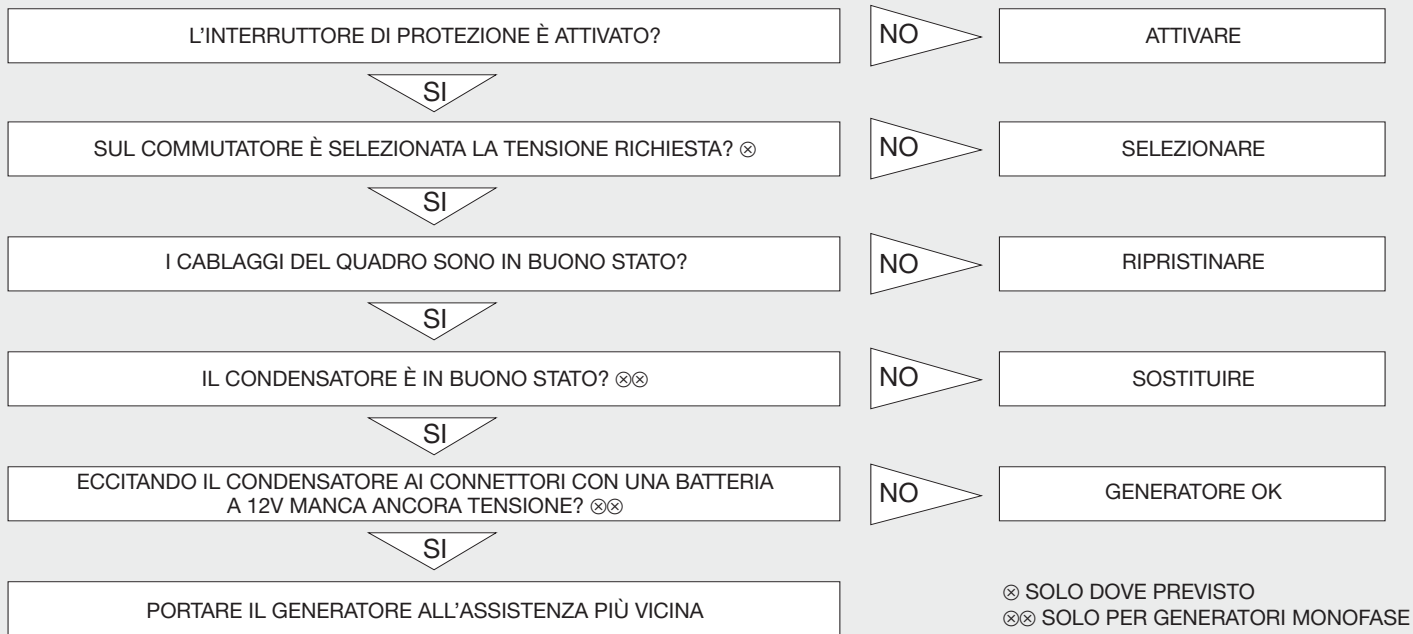 L'INTERRUTTORE DI PROTEZIONE È ATTIVATO?
NO
ATTIVARE
SI
SUL COMMUTATORE È SELEZIONATA LA TENSIONE RICHIESTA? ⊗
NO
SELEZIONARE
SI
I CABLAGGI DEL QUADRO SONO IN BUONO STATO?
NO
RIPRISTINARE
SI
IL CONDENSATORE È IN BUONO STATO? ⊗⊗
NO
SOSTITUIRE
SI
ECCITANDO IL CONDENSATORE AI CONNETTORI CON UNA BATTERIA
A 12V MANCA ANCORA TENSIONE? ⊗⊗
NO
GENERATORE OK
SI
PORTARE IL GENERATORE ALL'ASSISTENZA PIÙ VICINA
⊗ SOLO DOVE PREVISTO
⊗⊗ SOLO PER GENERATORI MONOFASE